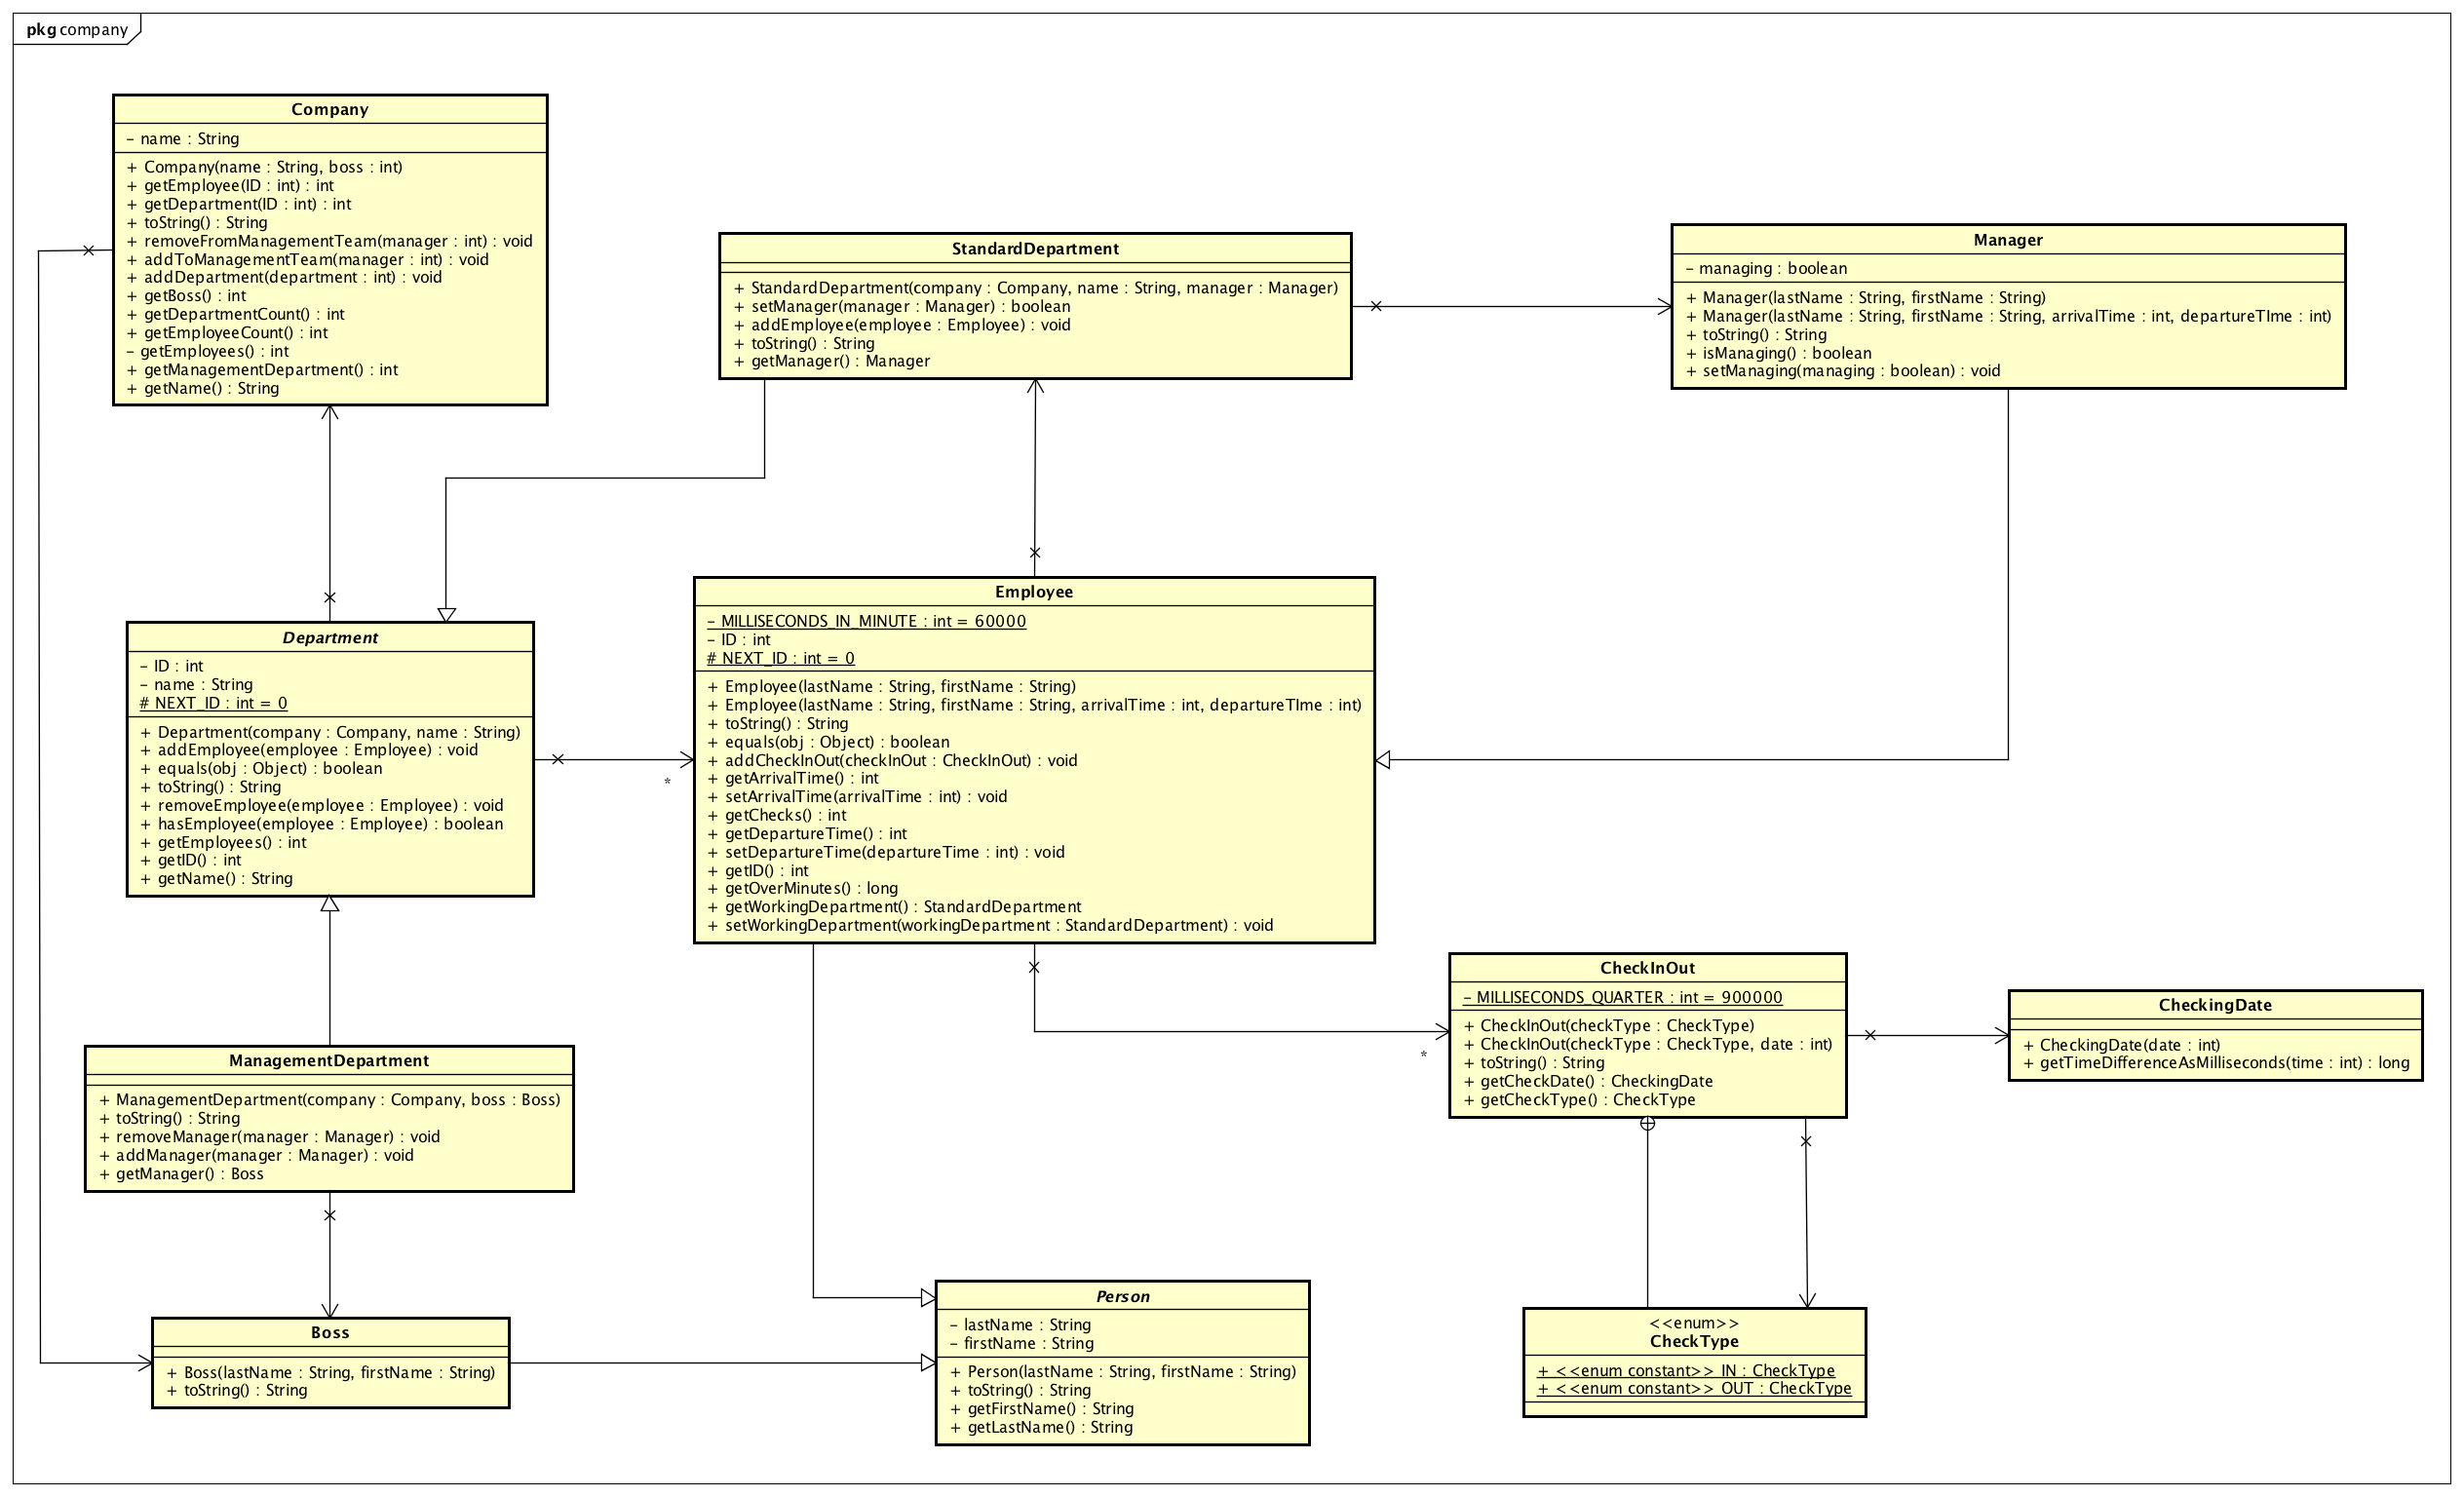 pkg company
Company
– name : String
+ Company(name : String, boss : int)
+ getEmployee(ID : int) : int
+ getDepartment(ID : int) : int
+ toString() : String
+ removeFromManagementTeam(manager : int) : void
+ addToManagementTeam(manager : int) : void
+ addDepartment(department : int) : void
+ getBoss() : int
+ getDepartmentCount() : int
+ getEmployeeCount() : int
– getEmployees() : int
+ getManagementDepartment() : int
+ getName() : String
StandardDepartment
+ StandardDepartment(company : Company, name : String, manager : Manager)
+ setManager(manager : Manager) : boolean
+ addEmployee(employee : Employee) : void
+ toString() : String
+ getManager() : Manager
Manager
– managing : boolean
+ Manager(lastName : String, firstName : String)
+ Manager(lastName : String, firstName : String, arrivalTime : int, departureTIme : int)
+ toString() : String
+ isManaging() : boolean
+ setManaging(managing : boolean) : void
Department
– ID : int
– name : String
# NEXT_ID : int = 0
+ Department(company : Company, name : String)
+ addEmployee(employee : Employee) : void
+ equals(obj : Object) : boolean
+ toString() : String
+ removeEmployee(employee : Employee) : void
+ hasEmployee(employee : Employee) : boolean
+ getEmployees() : int
+ getID() : int
+ getName() : String
*
Employee
– MILLISECONDS_IN_MINUTE : int = 60000
– ID : int
# NEXT_ID : int = 0
+ Employee(lastName : String, firstName : String)
+ Employee(lastName : String, firstName : String, arrivalTime : int, departureTIme : int)
+ toString() : String
+ equals(obj : Object) : boolean
+ addCheckInOut(checkInOut : CheckInOut) : void
+ getArrivalTime() : int
+ setArrivalTime(arrivalTime : int) : void
+ getChecks() : int
+ getDepartureTime() : int
+ setDepartureTime(departureTime : int) : void
+ getID() : int
+ getOverMinutes() : long
+ getWorkingDepartment() : StandardDepartment
+ setWorkingDepartment(workingDepartment : StandardDepartment) : void
*
CheckInOut
– MILLISECONDS_QUARTER : int = 900000
+ CheckInOut(checkType : CheckType)
+ CheckInOut(checkType : CheckType, date : int)
+ toString() : String
+ getCheckDate() : CheckingDate
+ getCheckType() : CheckType
CheckingDate
+ CheckingDate(date : int)
+ getTimeDifferenceAsMilliseconds(time : int) : long
ManagementDepartment
+ ManagementDepartment(company : Company, boss : Boss)
+ toString() : String
+ removeManager(manager : Manager) : void
+ addManager(manager : Manager) : void
+ getManager() : Boss
Boss
+ Boss(lastName : String, firstName : String)
+ toString() : String
Person
– lastName : String
– firstName : String
+ Person(lastName : String, firstName : String)
+ toString() : String
+ getFirstName() : String
+ getLastName() : String
<<enum>>
CheckType
+ <<enum constant>> IN : CheckType
+ <<enum constant>> OUT : CheckType